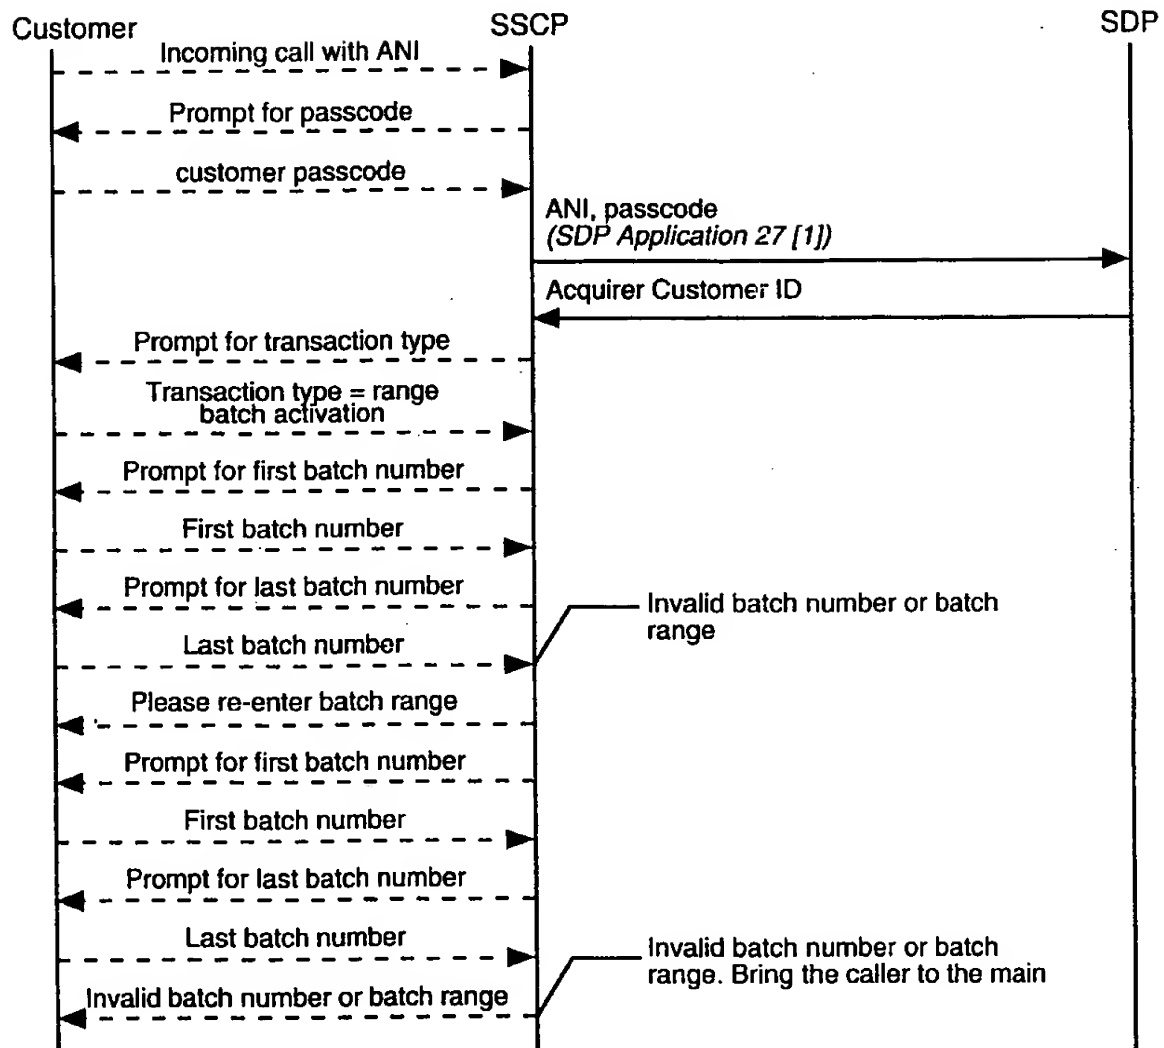 Customer
SSCP
SDP
Incoming call with ANI
Prompt for passcode
customer passcode
ANI, passcode
(SDP Application 27 [1])
Acquirer Customer ID
Prompt for transaction type
Transaction type = range
batch activation
Prompt for first batch number
First batch number
Prompt for last batch number
Invalid batch number or batch
range
Last batch number
Please re-enter batch range
Prompt for first batch number
First batch number
Prompt for last batch number
Last batch number
Invalid batch number or batch
range. Bring the caller to the main
Invalid batch number or batch range